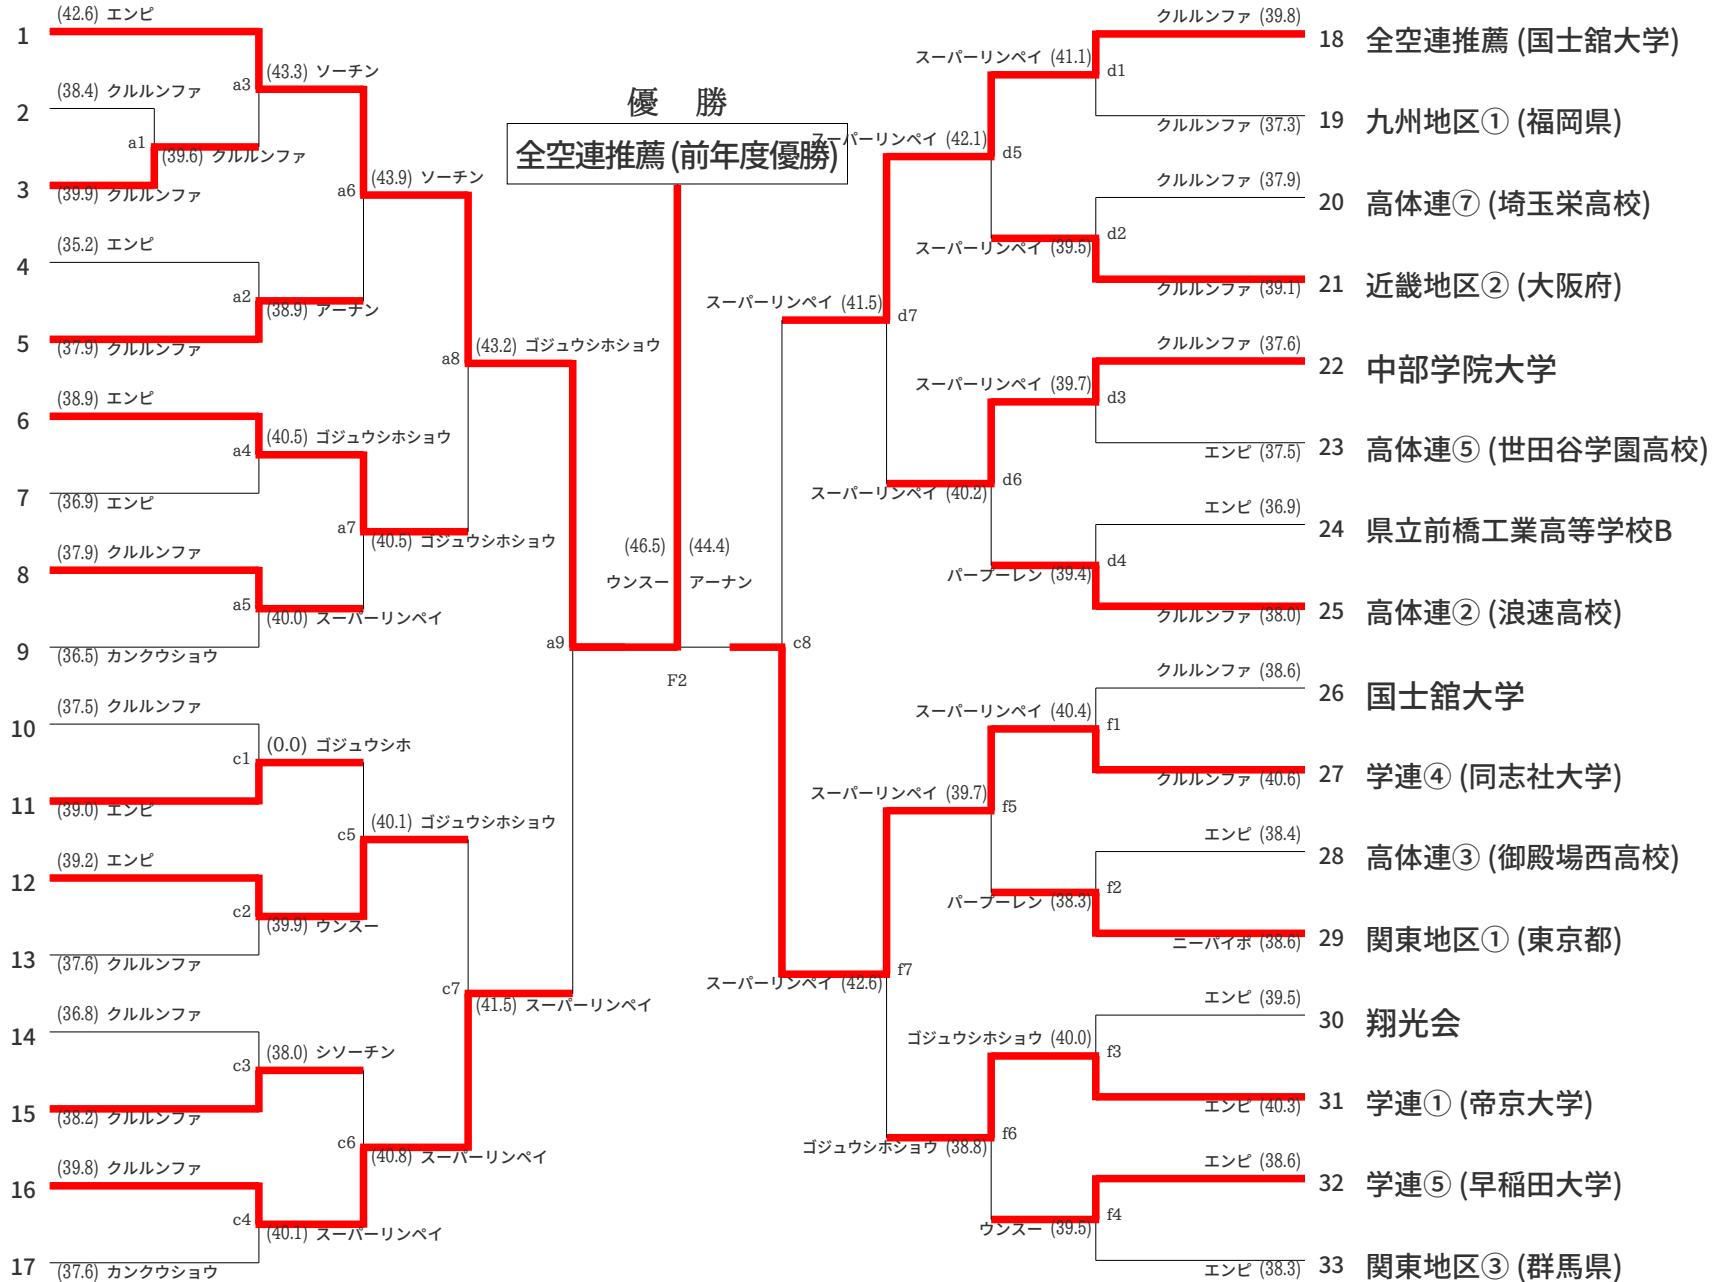 優　勝
全空連推薦 (前年度優勝)
(46.5)
(44.4)
ウンスー
アーナン
F2
1
(42.6) エンピ
a3
(43.3) ソーチン
2
(38.4) クルルンファ
a1
(39.6) クルルンファ
3
(39.9) クルルンファ
a6
(43.9) ソーチン
4
(35.2) エンピ
a2
(38.9) アーナン
5
(37.9) クルルンファ
a8
(43.2) ゴジュウシホショウ
6
(38.9) エンピ
a4
(40.5) ゴジュウシホショウ
7
(36.9) エンピ
a7
(40.5) ゴジュウシホショウ
8
(37.9) クルルンファ
a5
(40.0) スーパーリンペイ
9
(36.5) カンクウショウ
a9
10
(37.5) クルルンファ
c1
(0.0) ゴジュウシホ
11
(39.0) エンピ
c5
(40.1) ゴジュウシホショウ
12
(39.2) エンピ
c2
(39.9) ウンスー
13
(37.6) クルルンファ
c7
(41.5) スーパーリンペイ
14
(36.8) クルルンファ
c3
(38.0) シソーチン
15
(38.2) クルルンファ
c6
(40.8) スーパーリンペイ
16
(39.8) クルルンファ
c4
(40.1) スーパーリンペイ
17
(37.6) カンクウショウ
クルルンファ (39.8)
18 全空連推薦 (国士舘大学)
スーパーリンペイ (41.1)
d1
クルルンファ (37.3)
19 九州地区① (福岡県)
スーパーリンペイ (42.1)
d5
クルルンファ (37.9)
20 高体連⑦ (埼玉栄高校)
スーパーリンペイ (39.5)
d2
クルルンファ (39.1)
21 近畿地区② (大阪府)
スーパーリンペイ (41.5)
d7
クルルンファ (37.6)
22 中部学院大学
スーパーリンペイ (39.7)
d3
エンピ (37.5)
23 高体連⑤ (世田谷学園高校)
スーパーリンペイ (40.2)
d6
エンピ (36.9)
24 県立前橋工業高等学校B
パープーレン (39.4)
d4
クルルンファ (38.0)
25 高体連② (浪速高校)
c8
クルルンファ (38.6)
26 国士舘大学
スーパーリンペイ (40.4)
f1
クルルンファ (40.6)
27 学連④ (同志社大学)
スーパーリンペイ (39.7)
f5
エンピ (38.4)
28 高体連③ (御殿場西高校)
パープーレン (38.3)
f2
ニーパイポ (38.6)
29 関東地区① (東京都)
スーパーリンペイ (42.6)
f7
エンピ (39.5)
30 翔光会
ゴジュウシホショウ (40.0)
f3
エンピ (40.3)
31 学連① (帝京大学)
ゴジュウシホショウ (38.8)
f6
エンピ (38.6)
32 学連⑤ (早稲田大学)
ウンスー (39.5)
f4
エンピ (38.3)
33 関東地区③ (群馬県)